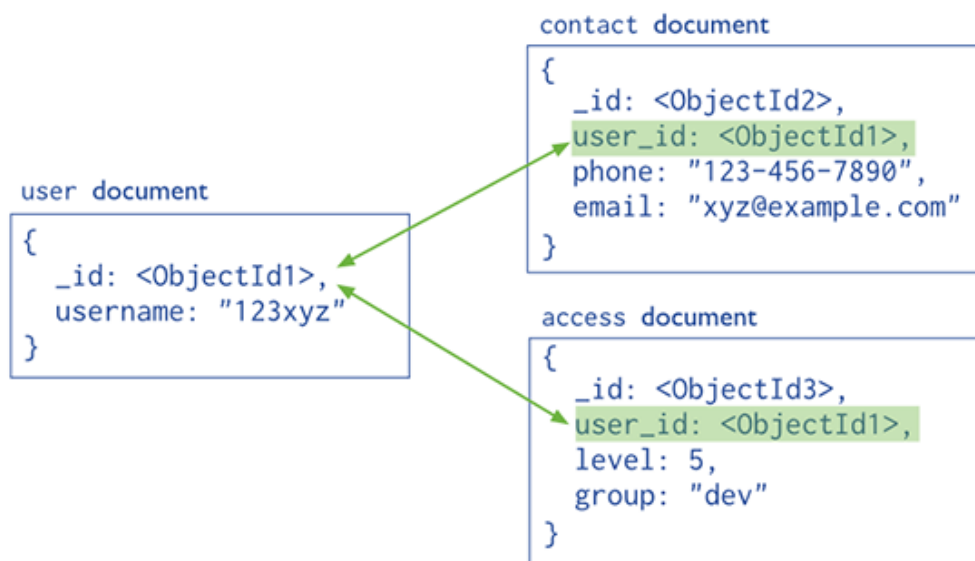 contact document
{
_id: <ObjectId2>,
user_id: <ObjectId1>,
phone: "123-456-7890",
email: "xyz@example.com"
}
user document
{
_id: <ObjectId1>,
username: "123xyz"
}
access document
{
_id: <ObjectId3>,
user_id: <ObjectId1>,
level: 5,
group: "dev"
}